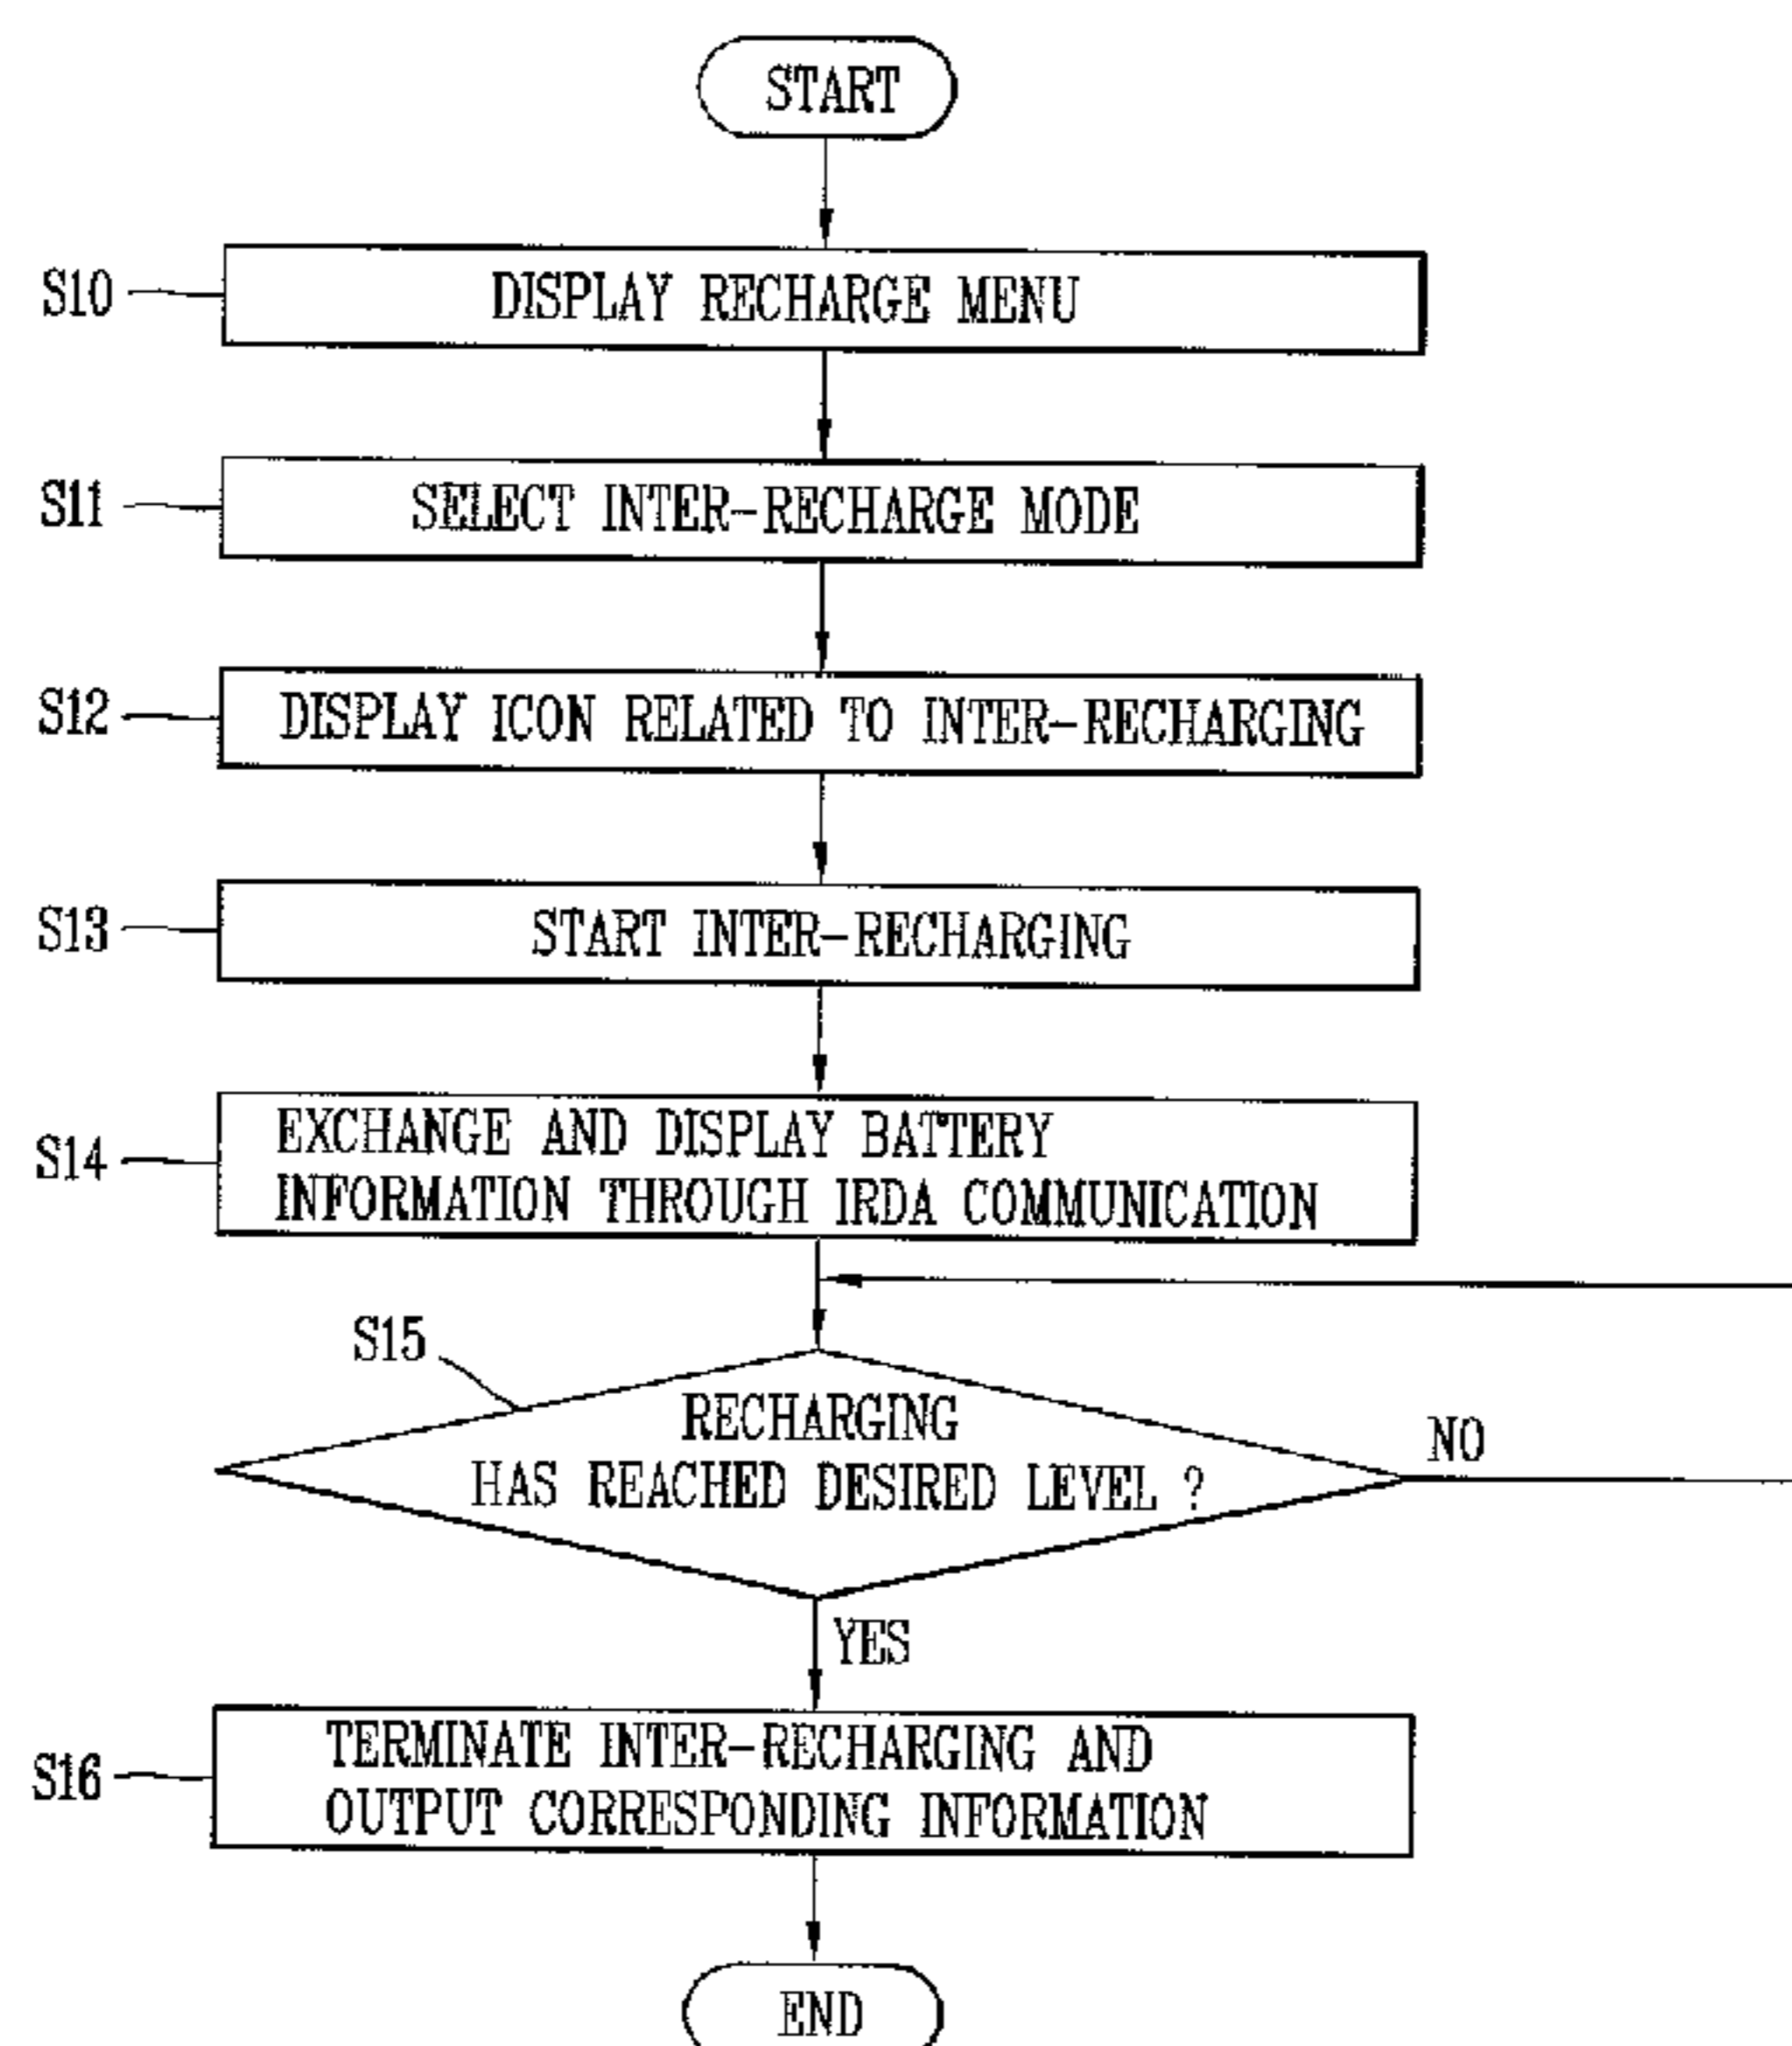 START
S10
DISPLAY RECHARGE MENU
S11
SELECT INTER-RECHARGE MODE
S12
DISPLAY ICON RELATED TO INTER-RECHARGING
S13
START INTER-RECHARGING
S14
EXCHANGE AND DISPLAY BATTERY
INFORMATION THROUGH IRDA COMMUNICATION
S15
RECHARGING
HAS REACHED DESIRED LEVEL ?
NO
YES
S16
TERMINATE INTER-RECHARGING AND
OUTPUT CORRESPONDING INFORMATION
END